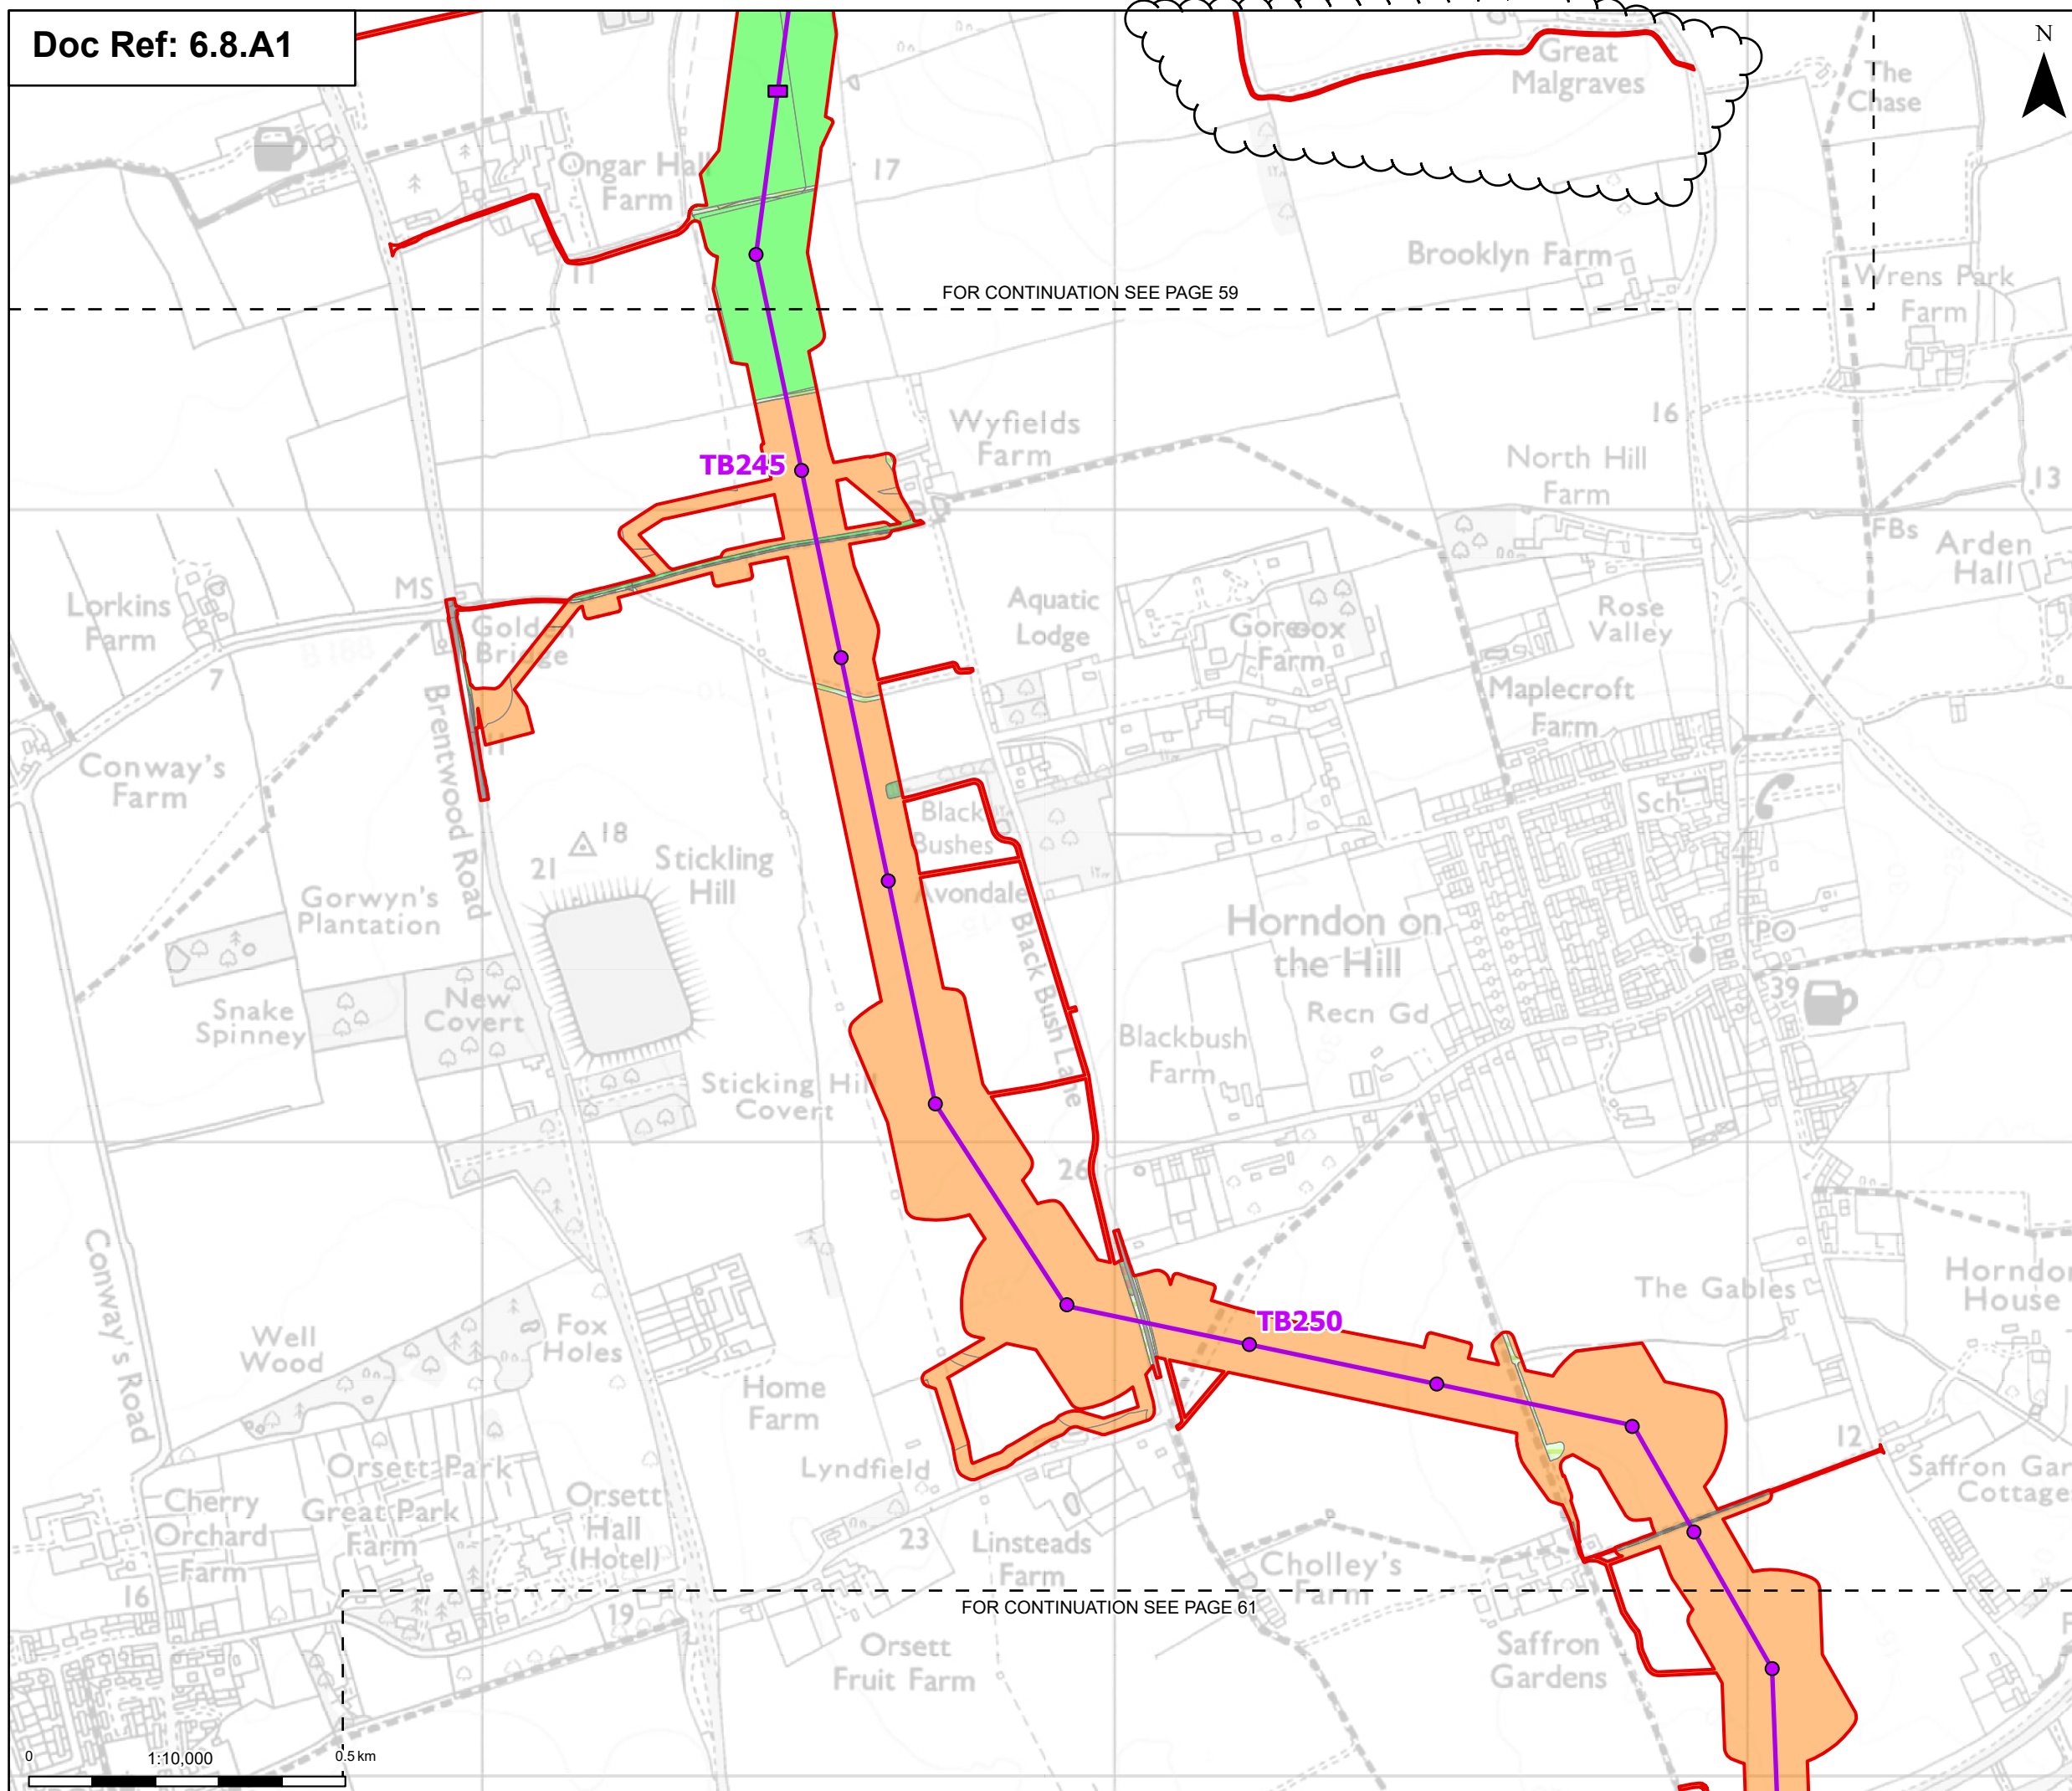 Doc Ref: 6.8.A1
N
Great
Malgraves
The
Chase
Ongar Hall
Farm
17
11
Brooklyn Farm
Wrens Park
Farm
FOR CONTINUATION SEE PAGE 59
Wyfields
Farm
16
TB245
North Hill
Farm
13
FBs
Arden
Hall
MS
Lorkins
Farm
Golden
Bridge
B188
7
Aquatic
Lodge
Farm
Rose
Valley
Maplecroft
Farm
Brentwood Road
11
Conway's
Farm
Sch
Black
Bushes
18
21
Stickling
Hill
Avondale
Gorwyn's
Plantation
Horndon on
the Hill
PO
39
Black Bush Lane
New
Covert
Snake
Spinney
Recn Gd
Blackbush
Farm
Sticking Hill
Covert
26
Conway's Road
The Gables
Horndon
House
TB250
Well
Wood
Fox
Holes
Home
Farm
12
Orsett Park
Lyndfield
Saffron Gar
Cottage
Cherry
Orchard
Farm
Great Park
Farm
Orsett
Hall
(Hotel)
23
Linsteads
Farm
Cholley's
Farm
16
19
FOR CONTINUATION SEE PAGE 61
Orsett
Fruit Farm
Saffron
Gardens
0
1:10,000
0.5 km